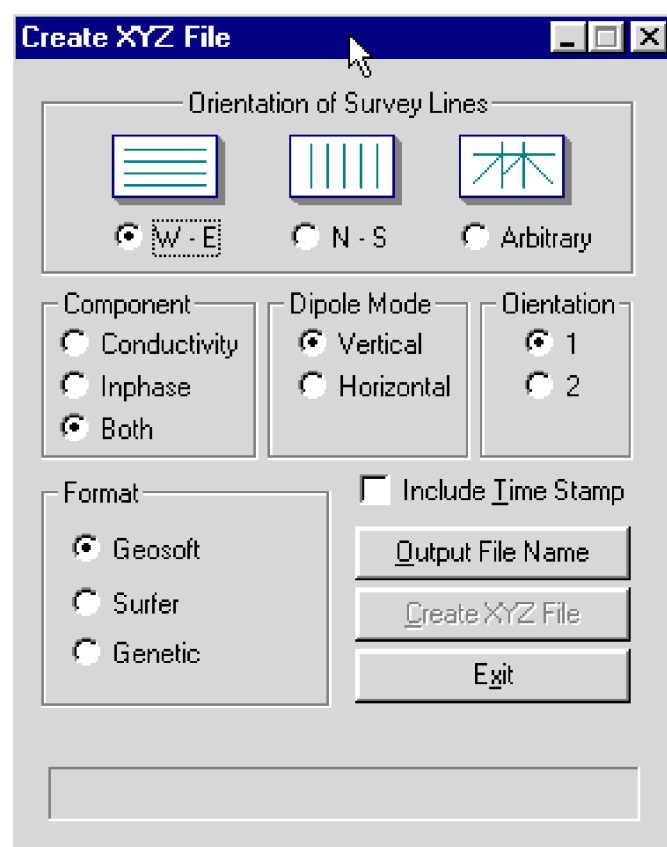 Create XYZ File
Orientation of Survey Lines
W - E
N - S
Arbitrary
Component
Conductivity
Inphase
Both
Dipole Mode
Vertical
Horizontal
Oientation
1
2
Format
Geosoft
Surfer
Genetic
Include Time Stamp
Output File Name
Create XYZ File
Exit